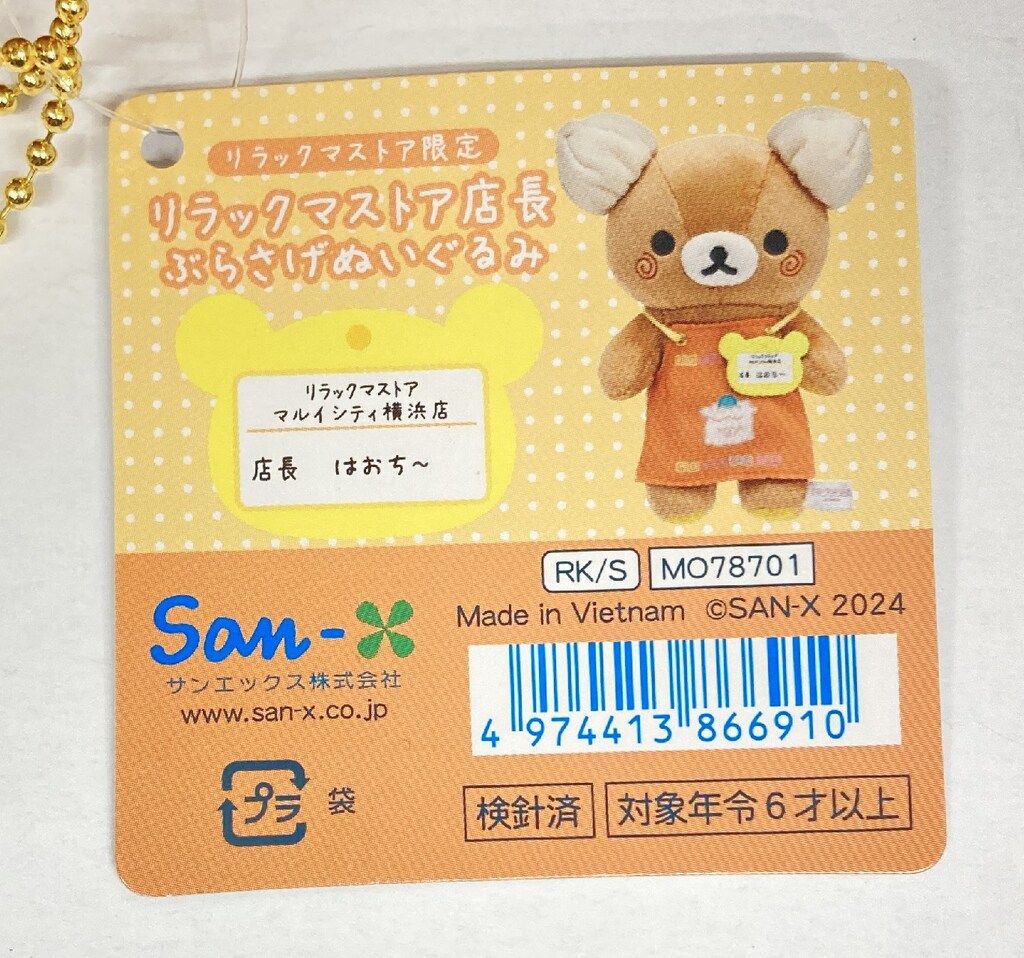 リラックマストア限定
リラックマストア店長
ぶらさげぬいぐるみ
リラックマストア
マルイシティ横浜店
店長 はおち〜
San-X
サンエックス株式会社
www.san-x.co.jp
プラ 袋
RK/S MO78701
Made in Vietnam ©SAN-X 2024
4 974413 866910
検針済 対象年令6才以上